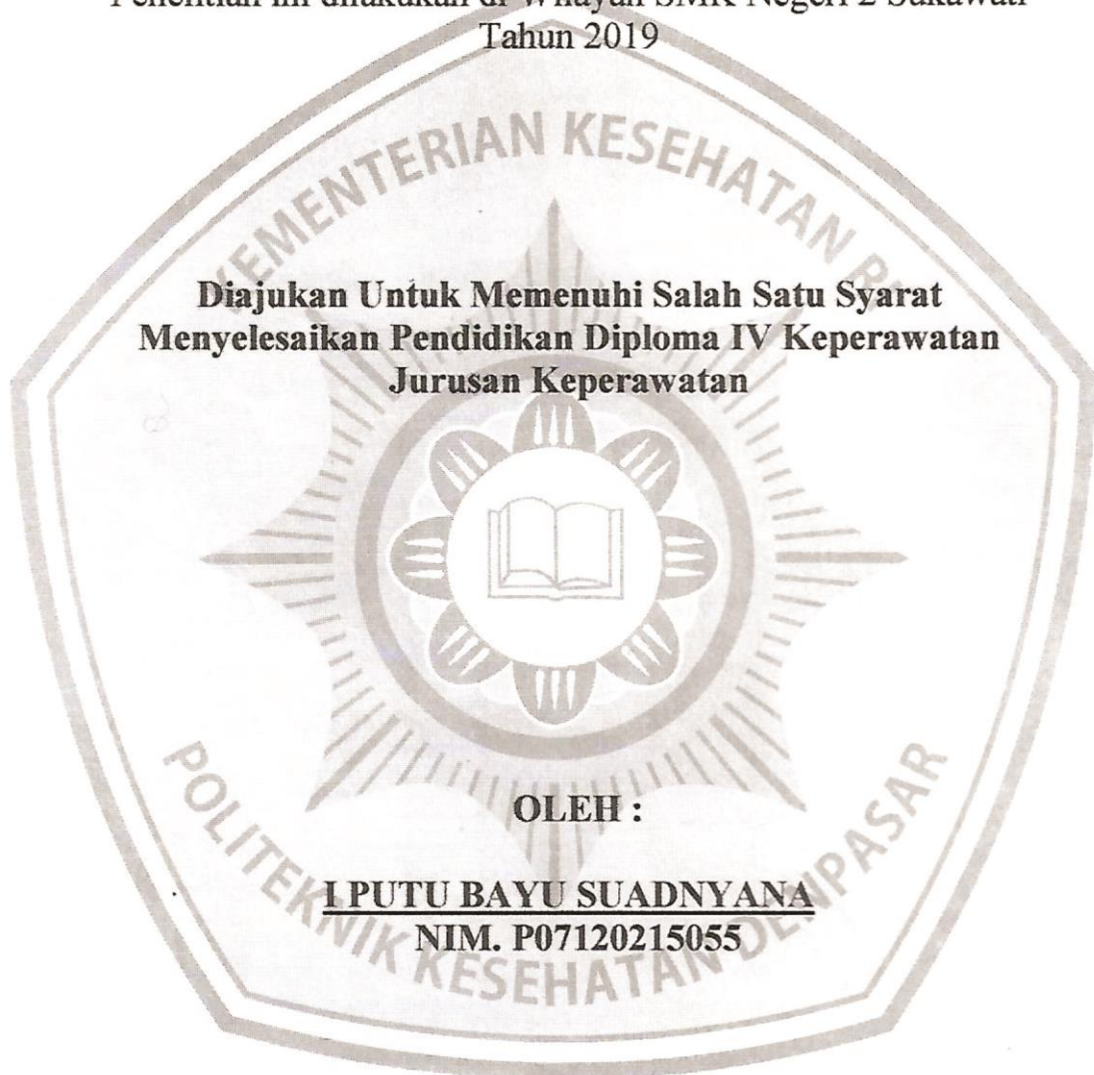 Penelitian ini dilakukan di Wilayah SMK Negeri 2 Sukawati
Tahun 2019
KEMENTERIAN KESEHATAN RI
Diajukan Untuk Memenuhi Salah Satu Syarat
Menyelesaikan Pendidikan Diploma IV Keperawatan
Jurusan Keperawatan
OLEH :
I PUTU BAYU SUADNYANA
NIM. P07120215055
POLITEKNIK KESEHATAN DENPASAR